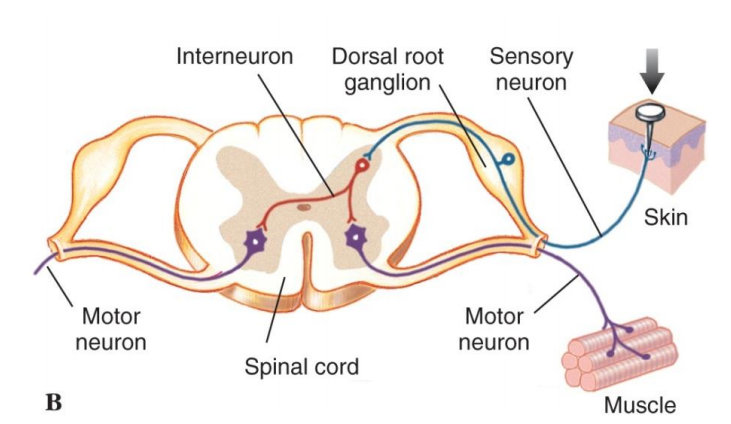 Interneuron
Dorsal root
ganglion
Sensory
neuron
Skin
Motor
neuron
Spinal cord
Motor
neuron
Muscle
B